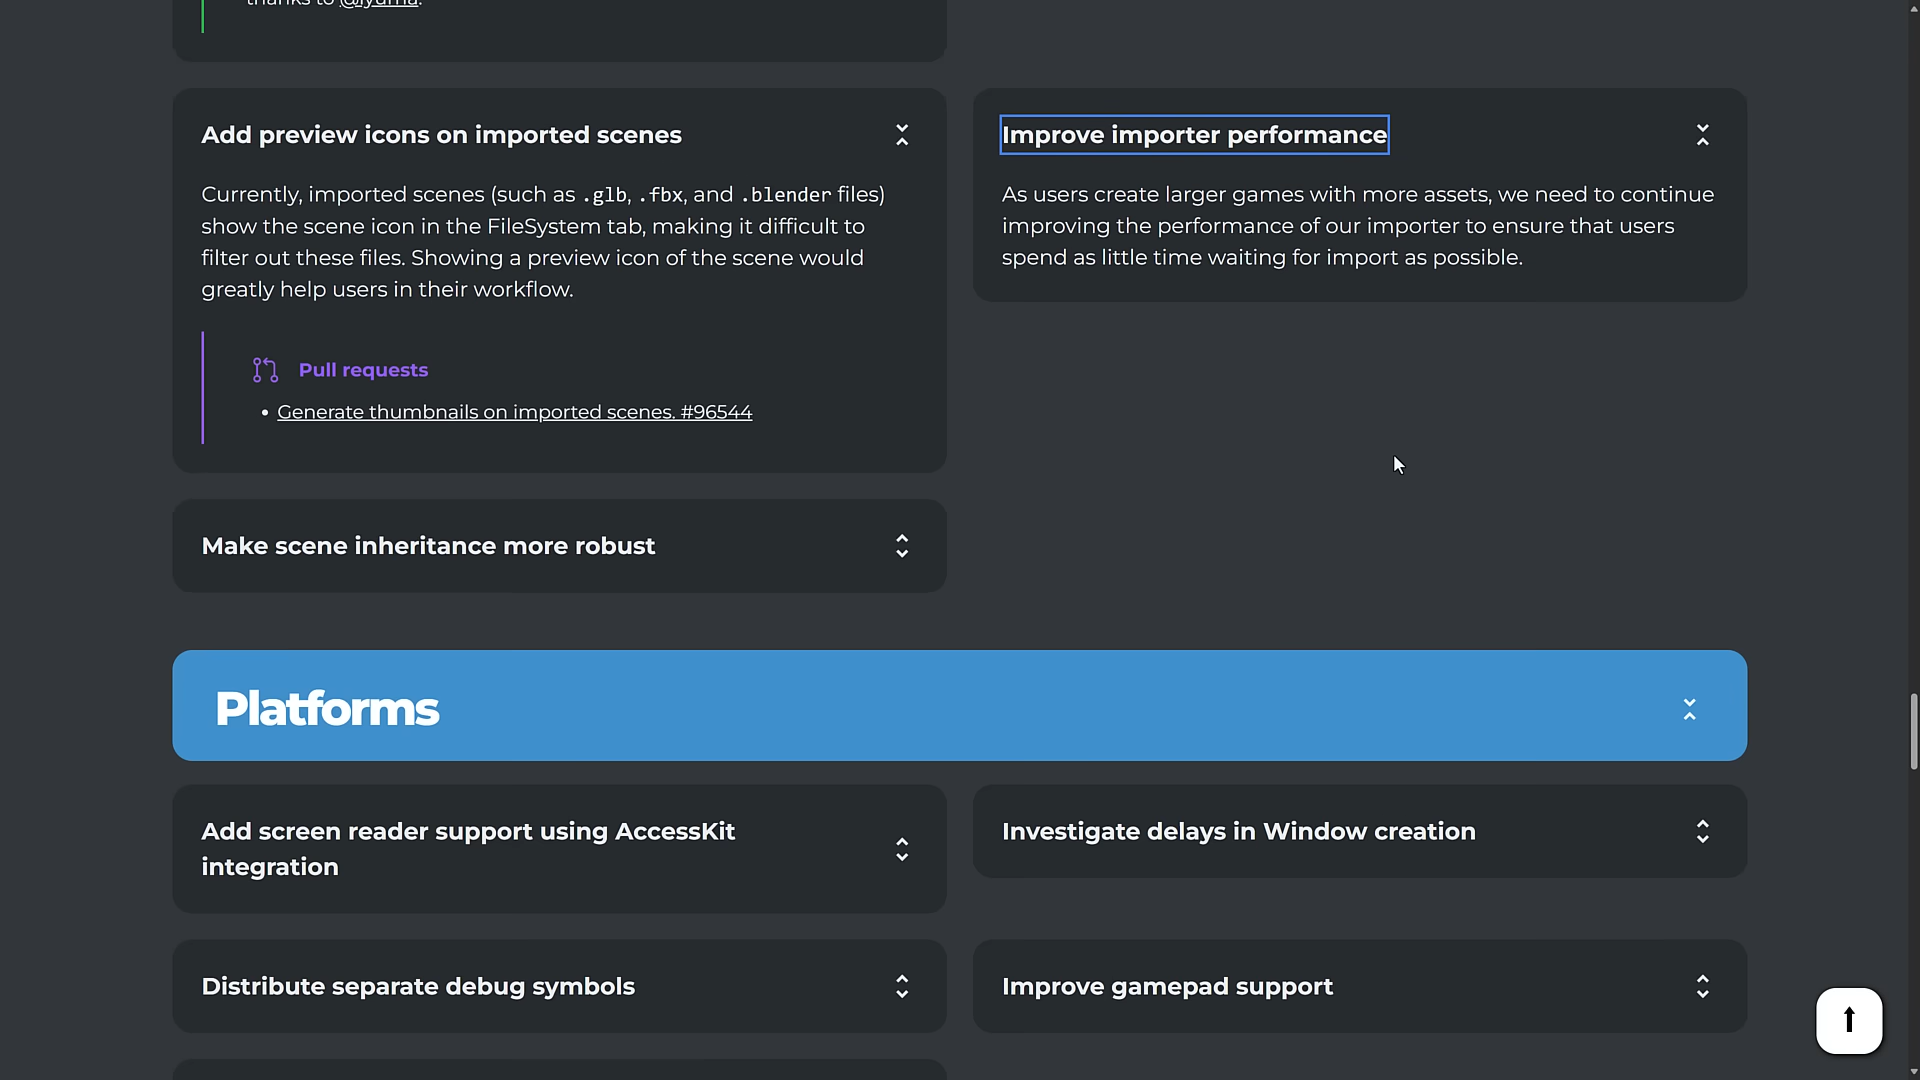 thanks to @lyuma.
Add preview icons on imported scenes
Currently, imported scenes (such as .glb, .fbx, and .blender files)
show the scene icon in the FileSystem tab, making it difficult to
filter out these files. Showing a preview icon of the scene would
greatly help users in their workflow.
Pull requests
• Generate thumbnails on imported scenes. #96544
Make scene inheritance more robust
Improve importer performance
As users create larger games with more assets, we need to continue
improving the performance of our importer to ensure that users
spend as little time waiting for import as possible.
Platforms
Add screen reader support using AccessKit
integration
Investigate delays in Window creation
Distribute separate debug symbols
Improve gamepad support